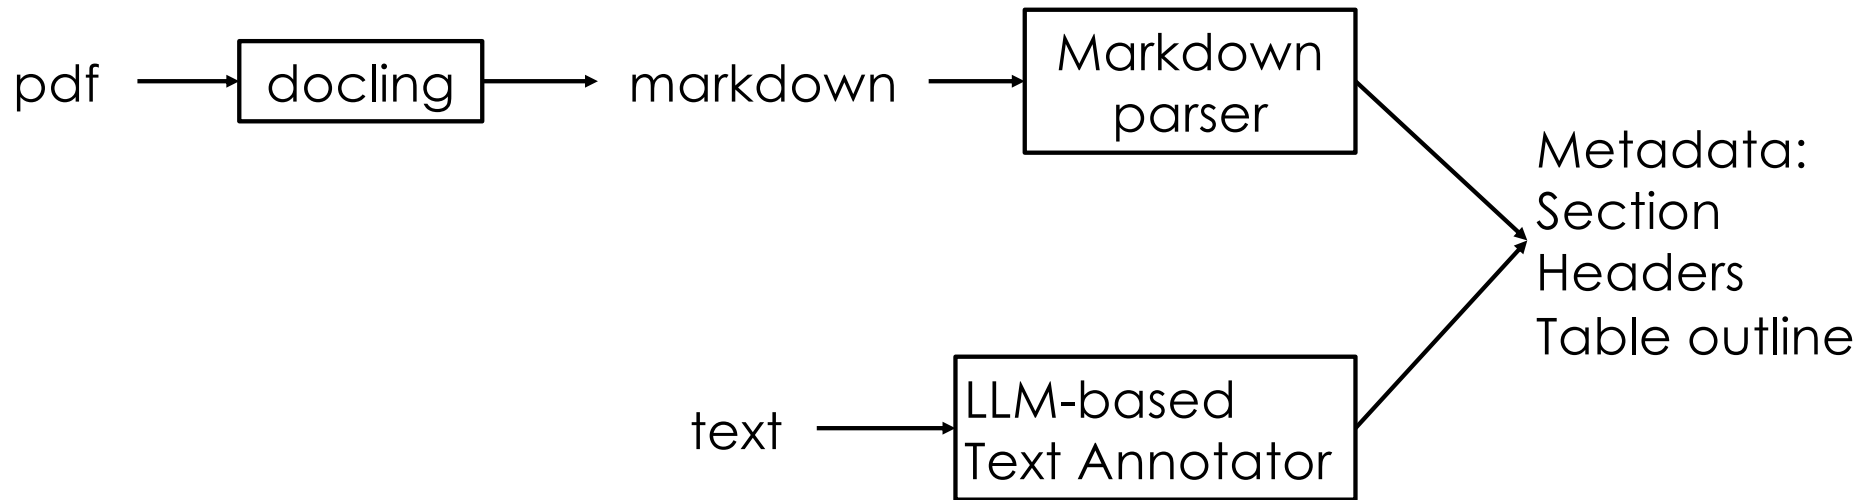 pdf
docling
markdown
Markdown
parser
Metadata:
Section
Headers
Table outline
text
LLM-based
Text Annotator